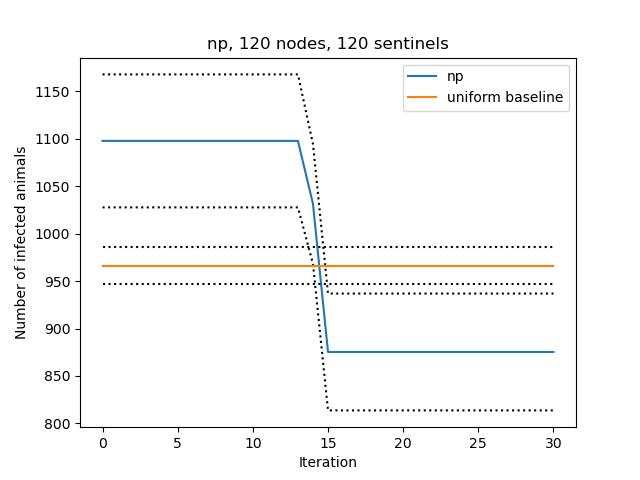 np, 120 nodes, 120 sentinels
np
uniform baseline
Number of infected animals
1150
1100
1050
1000
950
900
850
800
0 5 10 15 20 25 30
Iteration